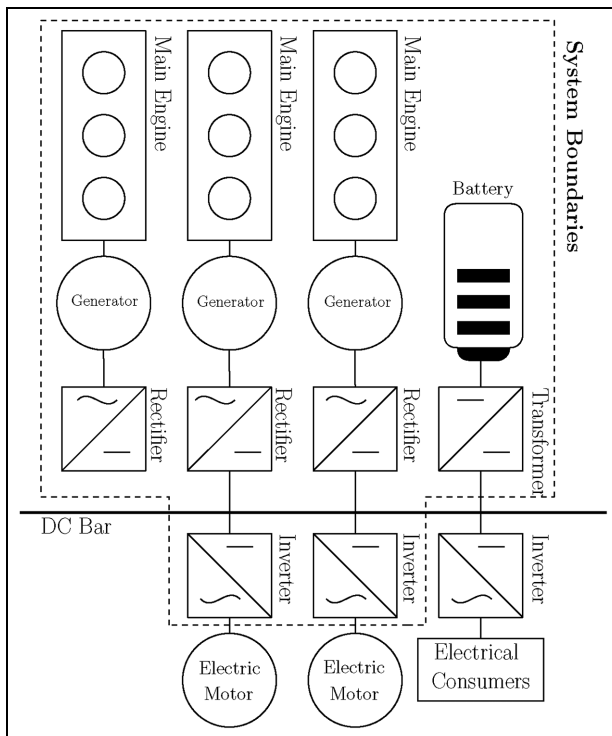 Main Engine
Main Engine
Main Engine
System Boundaries
Battery
Generator
Generator
Generator
Rectifier
Rectifier
Rectifier
Transformer
DC Bar
Inverter
Inverter
Inverter
Electric
Motor
Electric
Motor
Electrical
Consumers